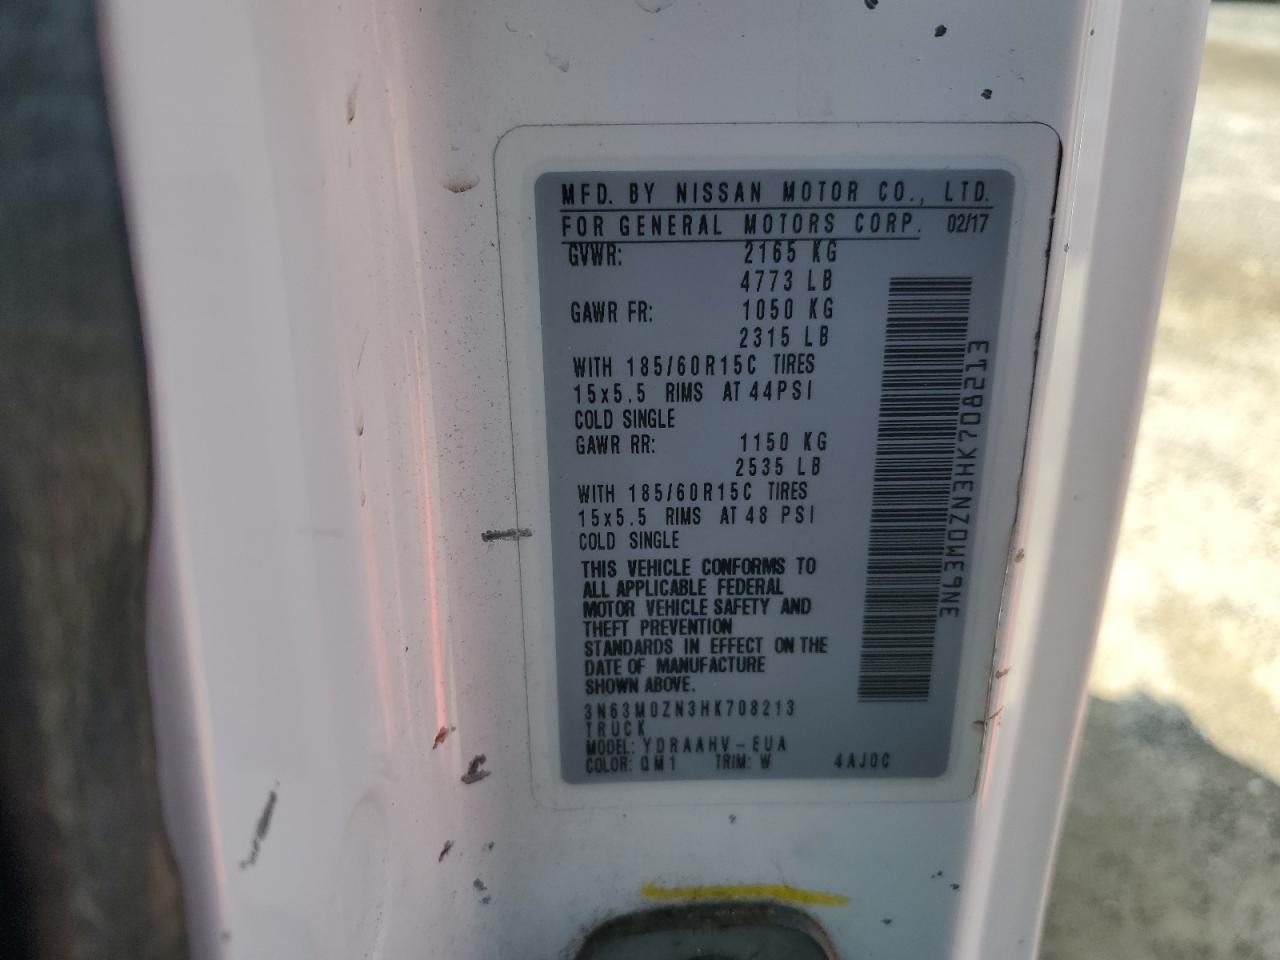 MFD. BY NISSAN MOTOR CO., LTD.
FOR GENERAL MOTORS CORP. 02/17
GVWR: 2165 KG
4773 LB
GAWR FR: 1050 KG
2315 LB
WITH 185/60R15C TIRES
15x5.5 RIMS AT 44PSI
COLD SINGLE
GAWR RR: 1150 KG
2535 LB
WITH 185/60R15C TIRES
15x5.5 RIMS AT 48 PSI
COLD SINGLE
THIS VEHICLE CONFORMS TO
ALL APPLICABLE FEDERAL
MOTOR VEHICLE SAFETY AND
THEFT PREVENTION
STANDARDS IN EFFECT ON THE
DATE OF MANUFACTURE
SHOWN ABOVE.
3N63M0ZN3HK708213
TRUCK
MODEL: YDRAAHV-EUA
COLOR: QM1 TRIM: W 4AJ0C
3N63M0ZN3HK708213